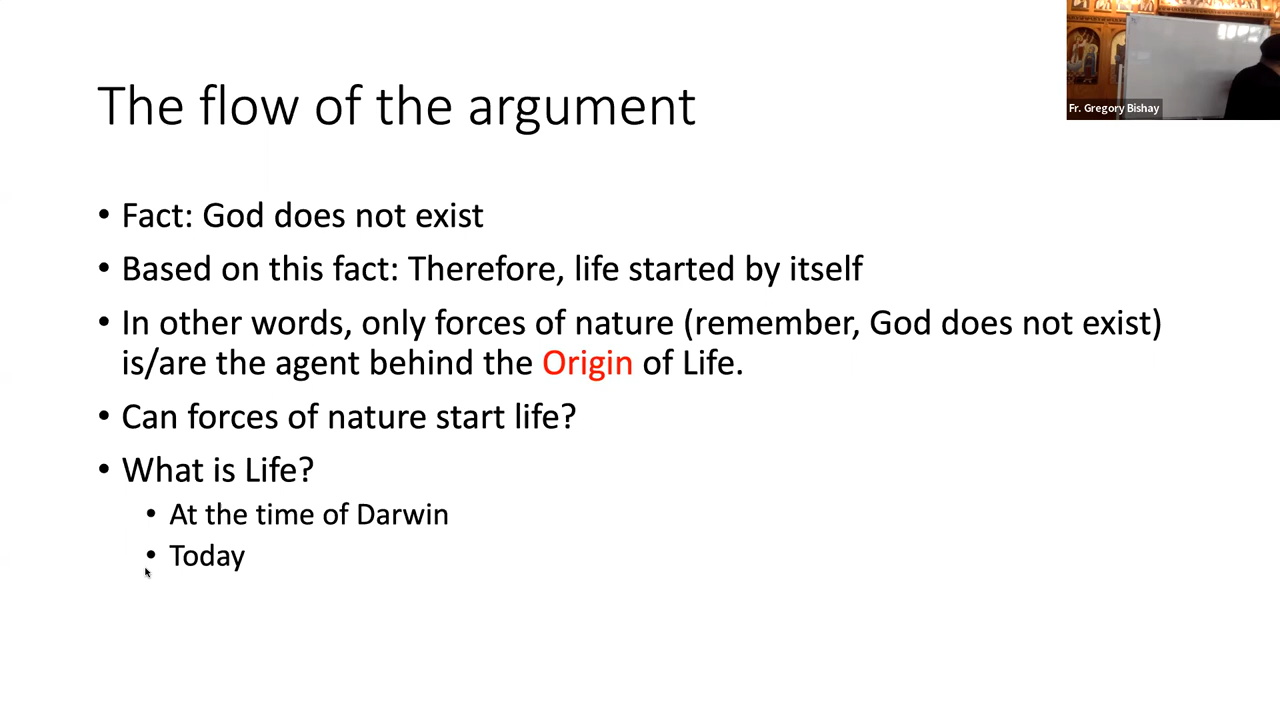 Fr. Gregory Bishay
The flow of the argument
• Fact: God does not exist
• Based on this fact: Therefore, life started by itself
• In other words, only forces of nature (remember, God does not exist)
is/are the agent behind the Origin of Life.
• Can forces of nature start life?
• What is Life?
• At the time of Darwin
• Today